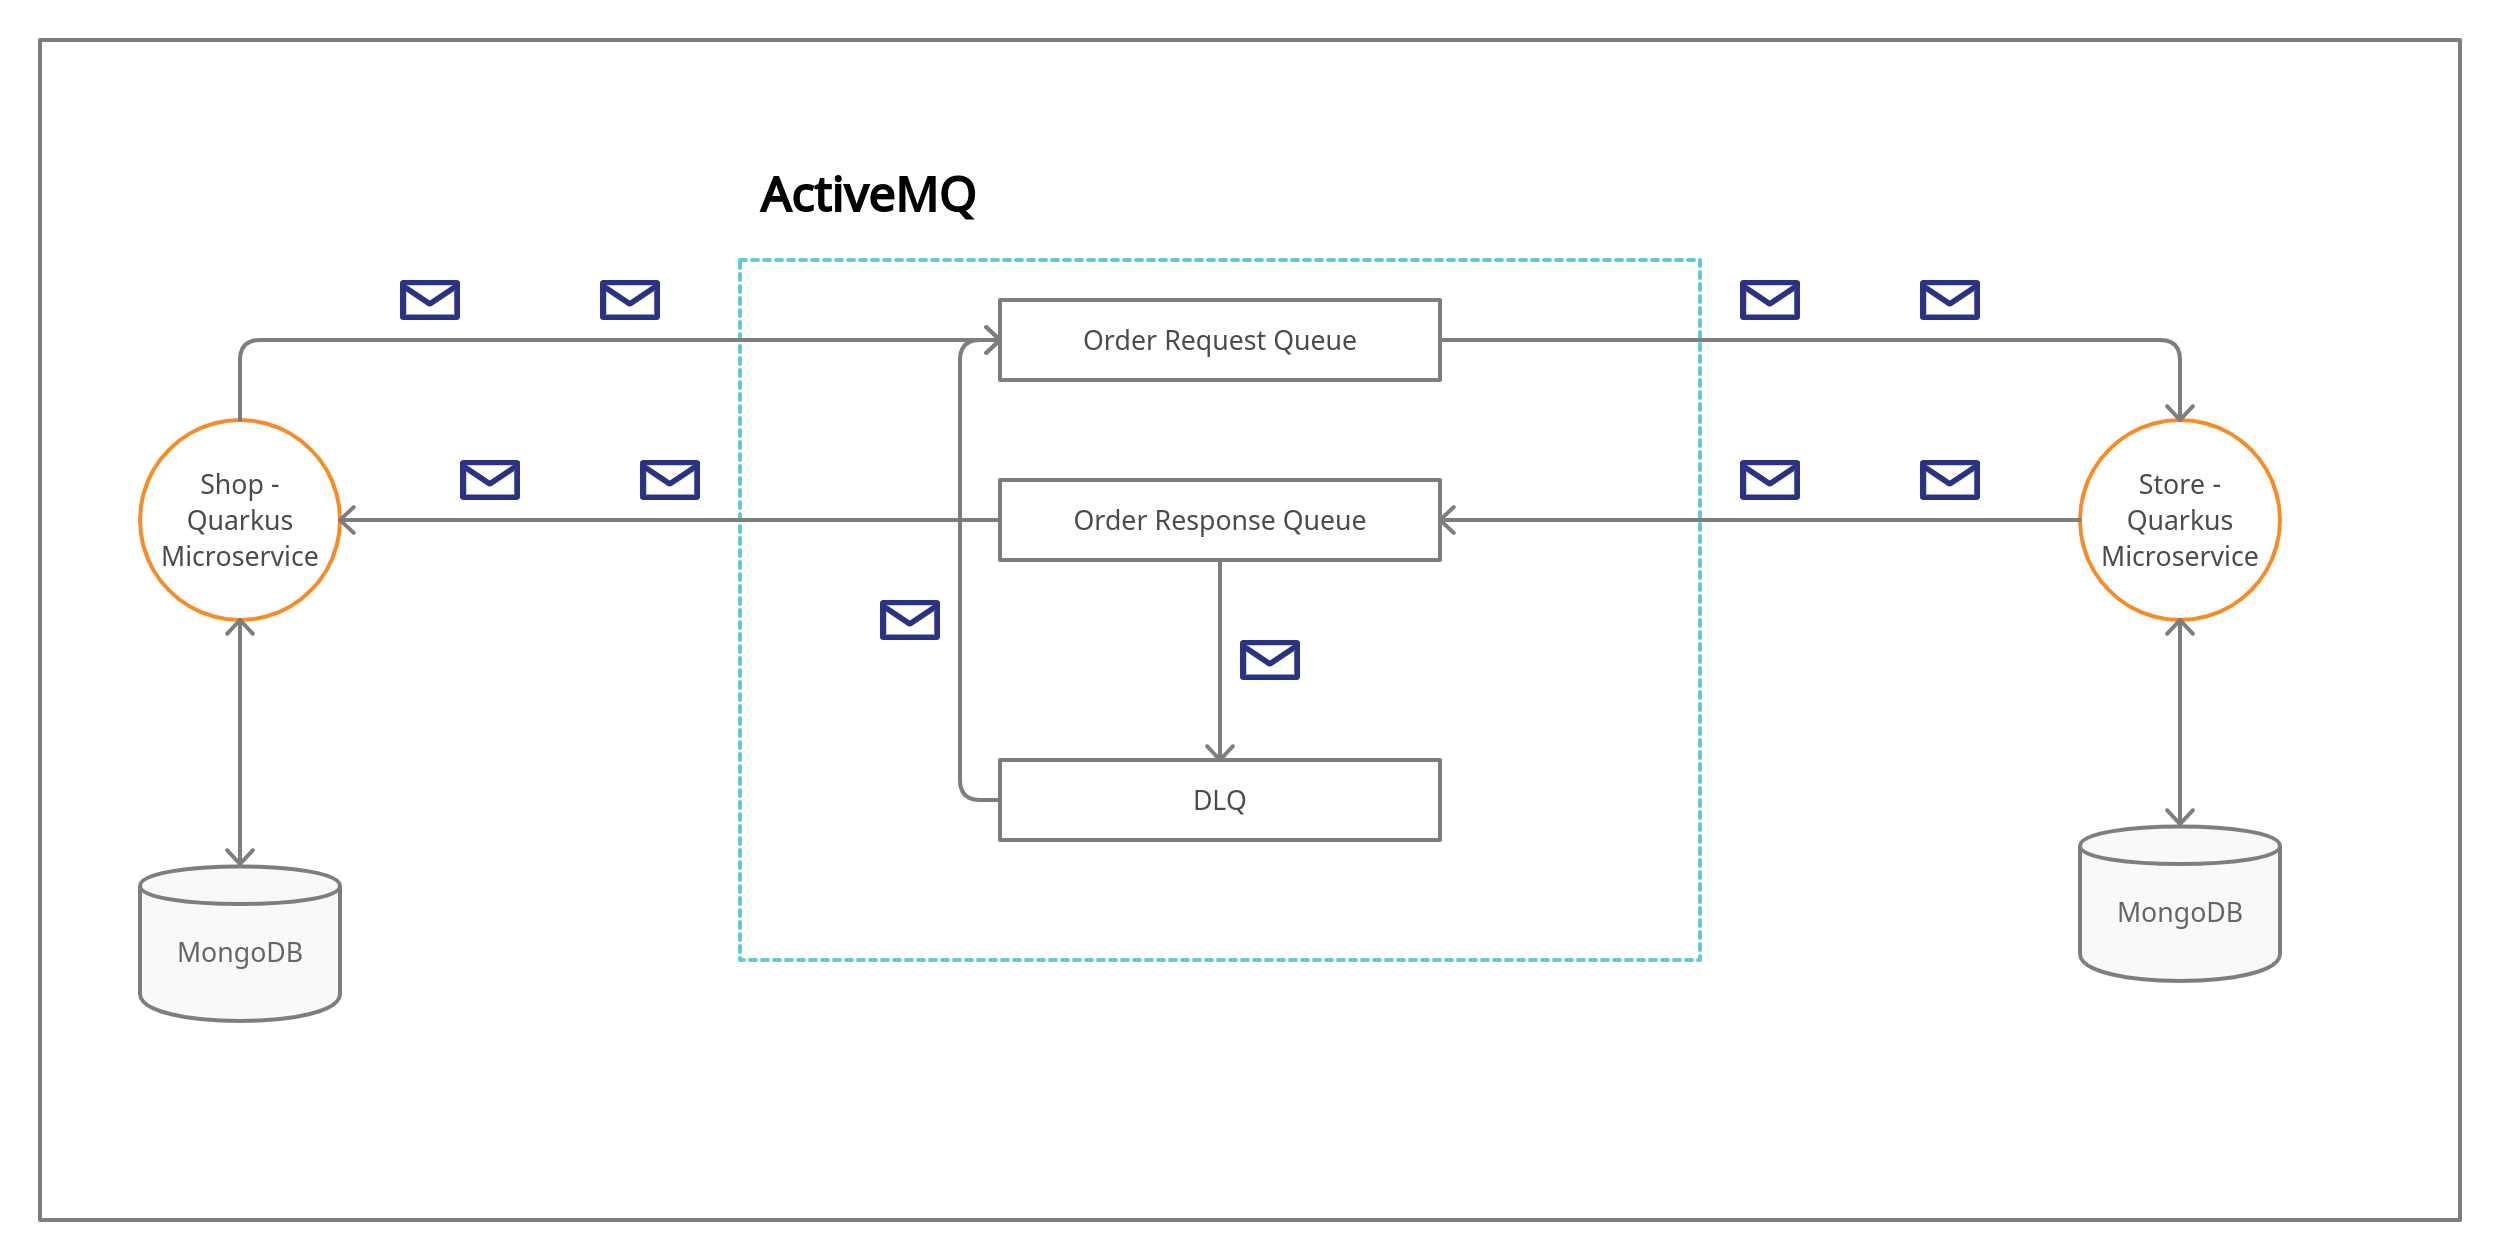 ActiveMQ
Order Request Queue
Shop -
Quarkus
Microservice
Order Response Queue
Store -
Quarkus
Microservice
DLQ
MongoDB
MongoDB